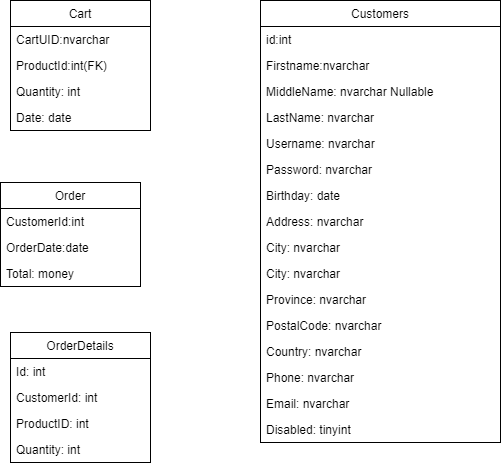 Cart
CartUID:nvarchar
ProductId:int(FK)
Quantity: int
Date: date
Order
CustomerId:int
OrderDate:date
Total: money
OrderDetails
Id: int
CustomerId: int
ProductID: int
Quantity: int
Customers
id:int
Firstname:nvarchar
MiddleName: nvarchar Nullable
LastName: nvarchar
Username: nvarchar
Password: nvarchar
Birthday: date
Address: nvarchar
City: nvarchar
City: nvarchar
Province: nvarchar
PostalCode: nvarchar
Country: nvarchar
Phone: nvarchar
Email: nvarchar
Disabled: tinyint